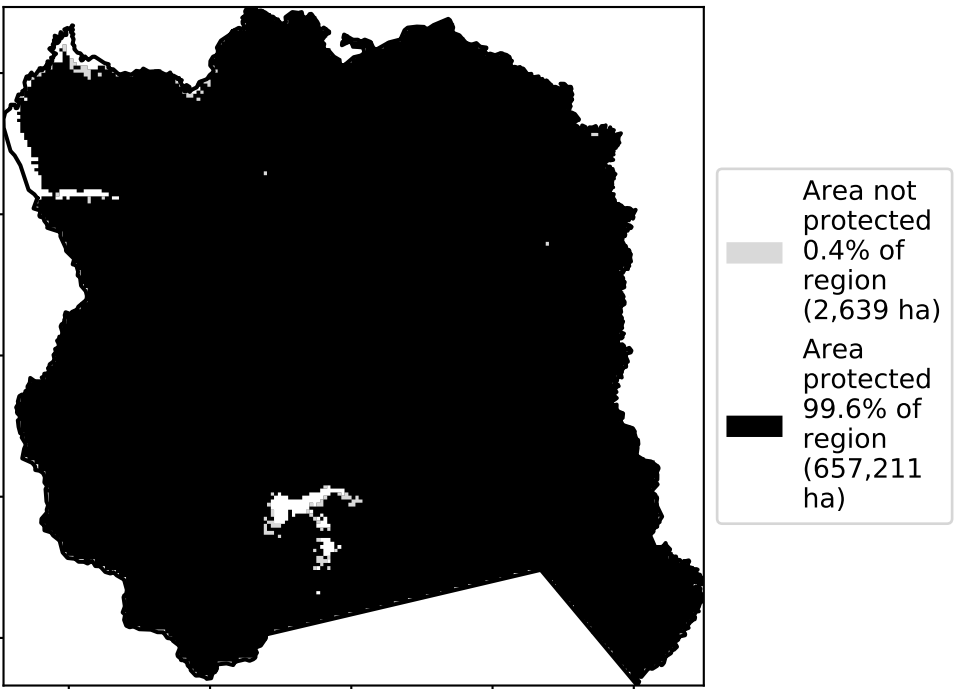 Area not
protected
0.4% of
region
(2,639 ha)
Area
protected
99.6% of
region
(657,211
ha)